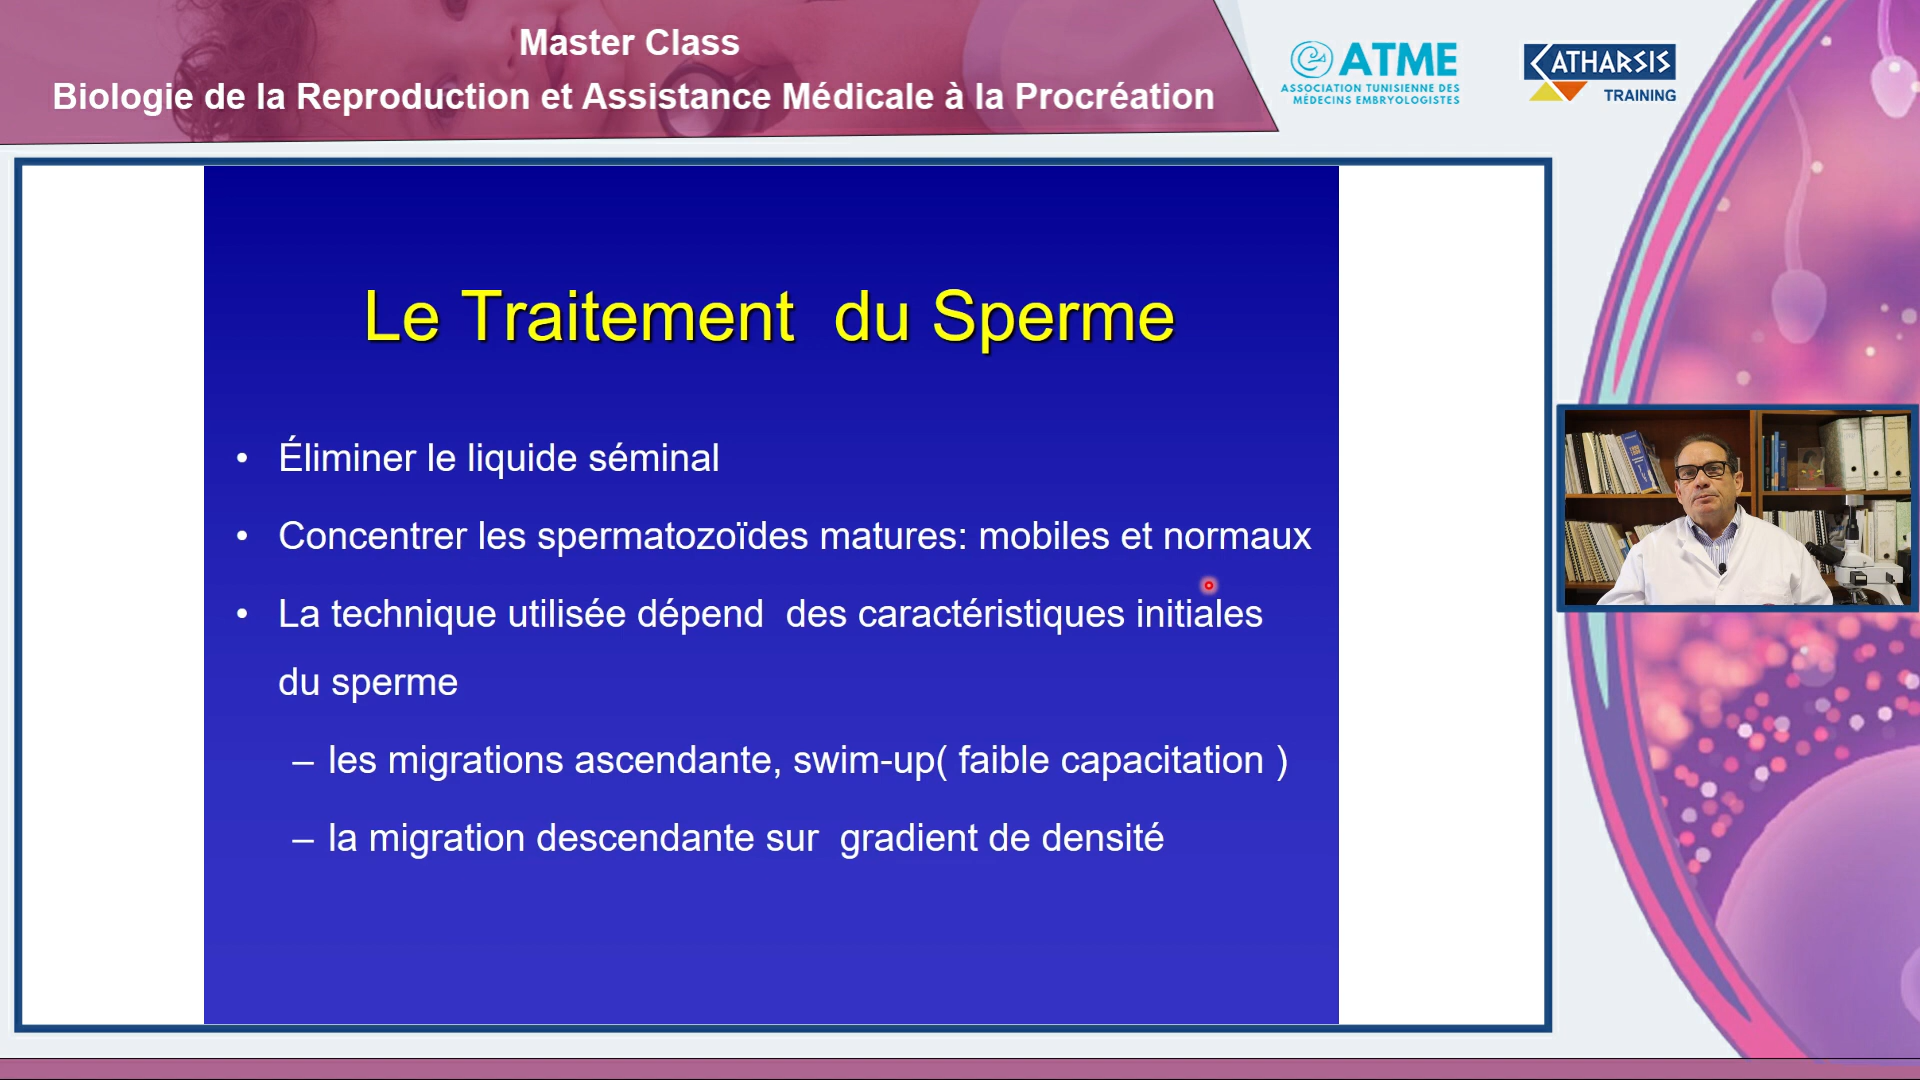 Master Class
Biologie de la Reproduction et Assistance Médicale à la Procréation
ATME
ASSOCIATION TUNISIENNE DES
MÉDECINS EMBRYOLOGISTES
KATHARSIS
TRAINING
Le Traitement  du Sperme
• Éliminer le liquide séminal
• Concentrer les spermatozoïdes matures: mobiles et normaux
• La technique utilisée dépend  des caractéristiques initiales
du sperme
– les migrations ascendante, swim-up( faible capacitation )
– la migration descendante sur  gradient de densité